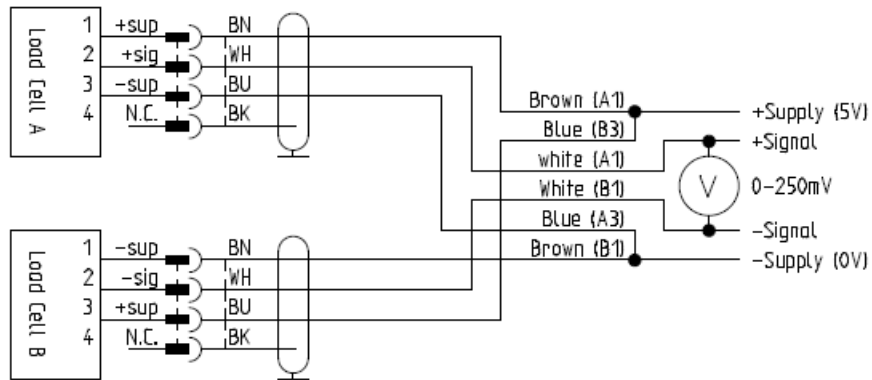 Load Cell A
1 +sup BN
2 +sig WH
3 -sup BU
4 N.C. BK
Brown (A1)
Blue (B3)
white (A1)
White (B1)
Blue (A3)
Brown (B1)
+Supply (5V)
+Signal
V 0-250mV
-Signal
-Supply (0V)
Load Cell B
1 -sup BN
2 -sig WH
3 +sup BU
4 N.C. BK